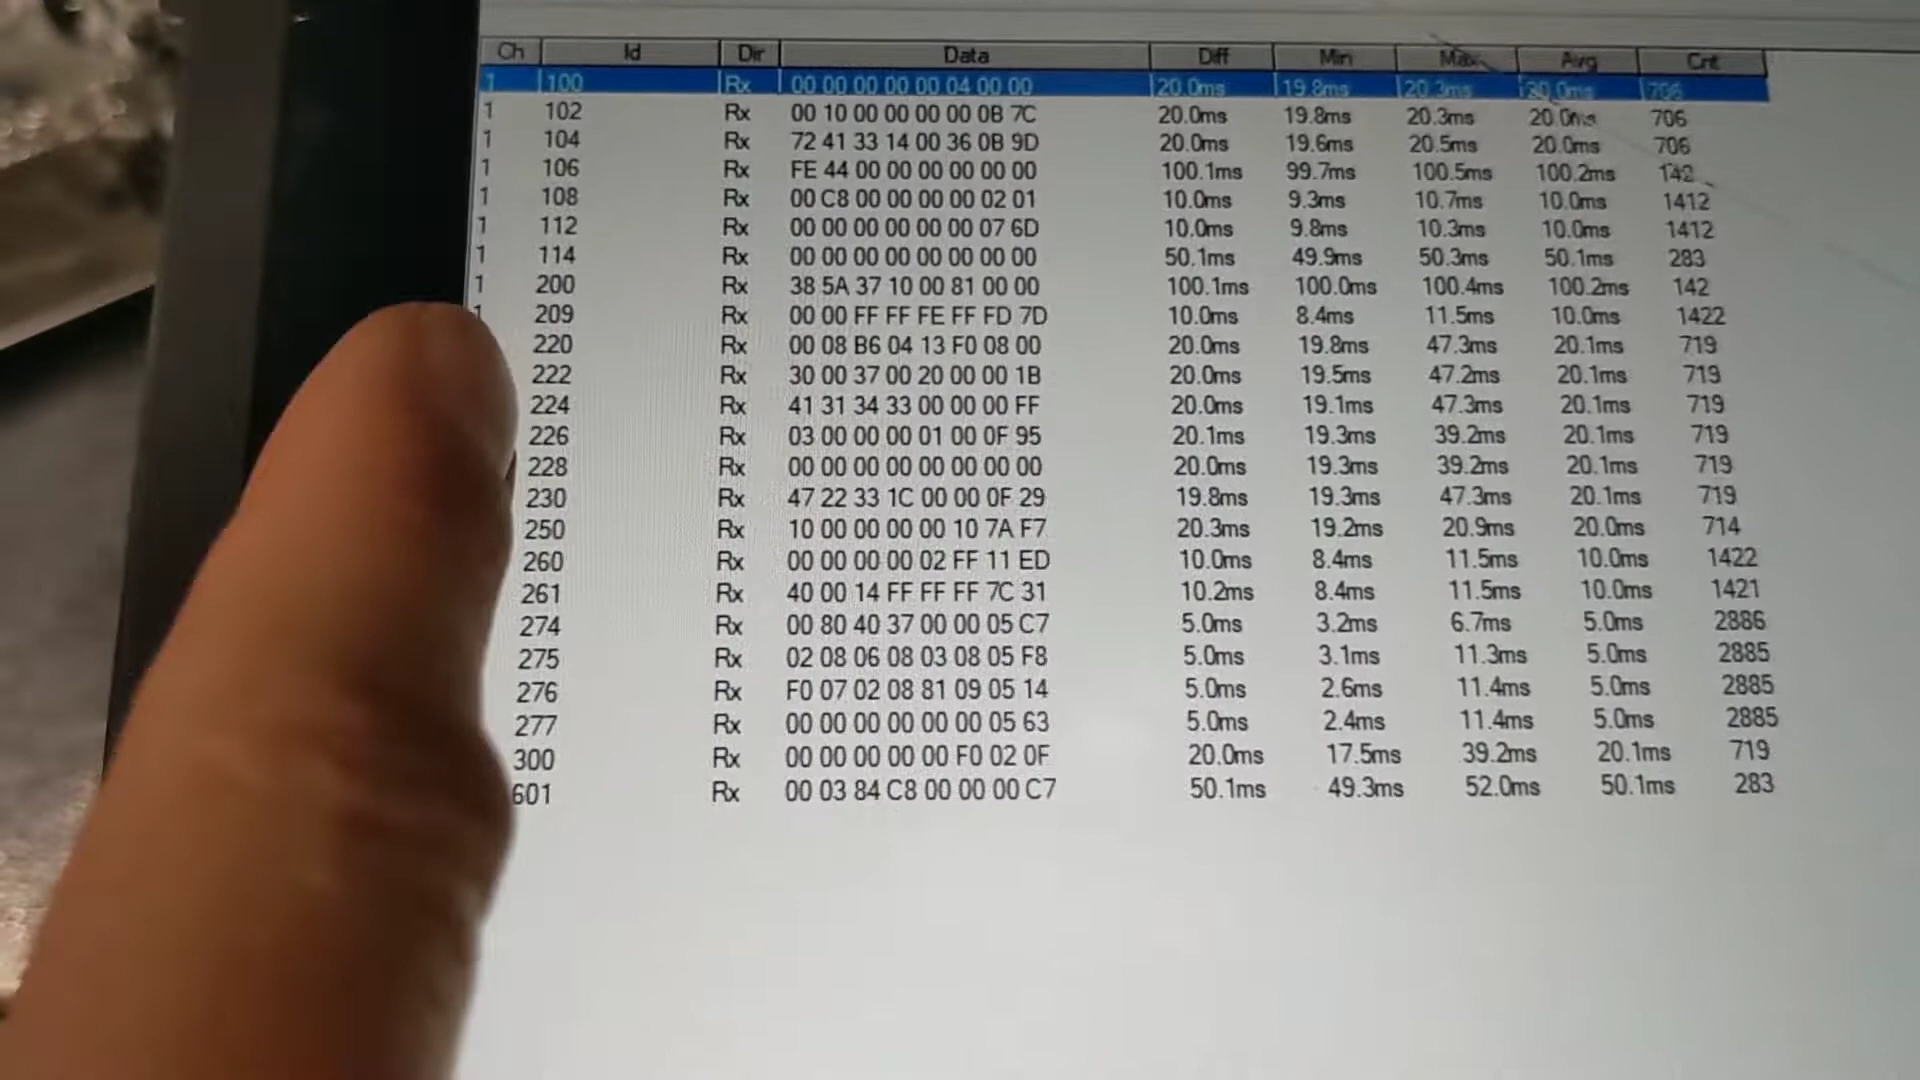 Ch Id Dir Data Diff Min Max Avg Cnt
1 100 Rx 00 00 00 00 00 04 00 00 20.0ms 19.8ms 20.3ms 20.0ms 706
1 102 Rx 00 10 00 00 00 00 0B 7C 20.0ms 19.8ms 20.3ms 20.0ms 706
1 104 Rx 72 41 33 14 00 36 0B 9D 20.0ms 19.6ms 20.5ms 20.0ms 706
1 106 Rx FE 44 00 00 00 00 00 00 100.1ms 99.7ms 100.5ms 100.2ms 142
1 108 Rx 00 C8 00 00 00 00 02 01 10.0ms 9.3ms 10.7ms 10.0ms 1412
1 112 Rx 00 00 00 00 00 00 07 6D 10.0ms 9.8ms 10.3ms 10.0ms 1412
1 114 Rx 00 00 00 00 00 00 00 00 50.1ms 49.9ms 50.3ms 50.1ms 283
1 200 Rx 38 5A 37 10 00 81 00 00 100.1ms 100.0ms 100.4ms 100.2ms 142
1 209 Rx 00 00 FF FF FE FF FD 7D 10.0ms 8.4ms 11.5ms 10.0ms 1422
220 Rx 00 08 B6 04 13 F0 08 00 20.0ms 19.8ms 47.3ms 20.1ms 719
222 Rx 30 00 37 00 20 00 00 1B 20.0ms 19.5ms 47.2ms 20.1ms 719
224 Rx 41 31 34 33 00 00 00 FF 20.0ms 19.1ms 47.3ms 20.1ms 719
226 Rx 03 00 00 00 01 00 0F 95 20.1ms 19.3ms 39.2ms 20.1ms 719
228 Rx 00 00 00 00 00 00 00 00 20.0ms 19.3ms 39.2ms 20.1ms 719
230 Rx 47 22 33 1C 00 00 0F 29 19.8ms 19.3ms 47.3ms 20.1ms 719
250 Rx 10 00 00 00 00 10 7A F7 20.3ms 19.2ms 20.9ms 20.0ms 714
260 Rx 00 00 00 00 02 FF 11 ED 10.0ms 8.4ms 11.5ms 10.0ms 1422
261 Rx 40 00 14 FF FF FF 7C 31 10.2ms 8.4ms 11.5ms 10.0ms 1421
274 Rx 00 80 40 37 00 00 05 C7 5.0ms 3.2ms 6.7ms 5.0ms 2886
275 Rx 02 08 06 08 03 08 05 F8 5.0ms 3.1ms 11.3ms 5.0ms 2885
276 Rx F0 07 02 08 81 09 05 14 5.0ms 2.6ms 11.4ms 5.0ms 2885
277 Rx 00 00 00 00 00 00 05 63 5.0ms 2.4ms 11.4ms 5.0ms 2885
300 Rx 00 00 00 00 00 F0 02 0F 20.0ms 17.5ms 39.2ms 20.1ms 719
601 Rx 00 03 84 C8 00 00 00 C7 50.1ms 49.3ms 52.0ms 50.1ms 283